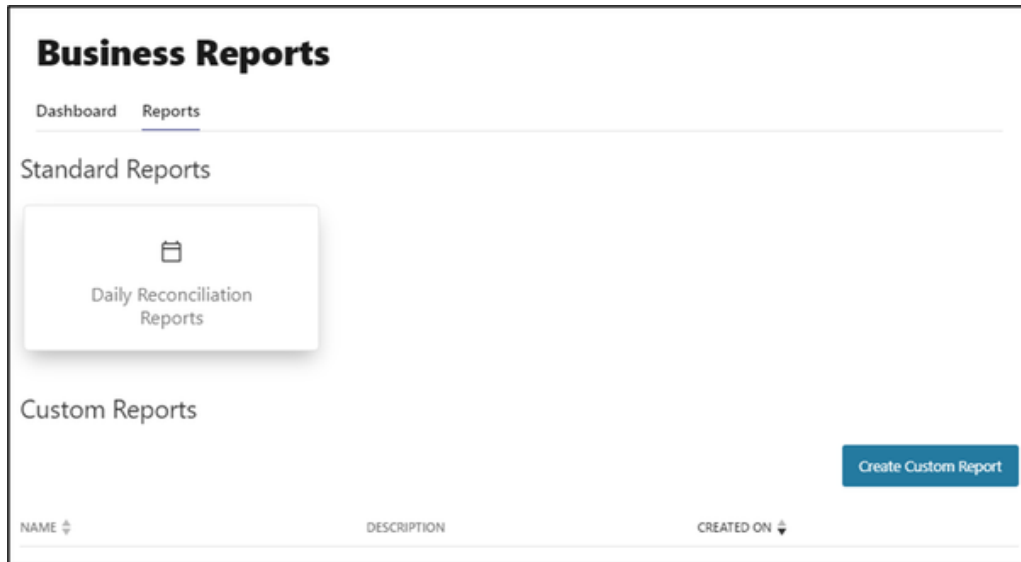 Business Reports
Dashboard Reports
Standard Reports
Daily Reconciliation
Reports
Custom Reports
Create Custom Report
NAME DESCRIPTION CREATED ON